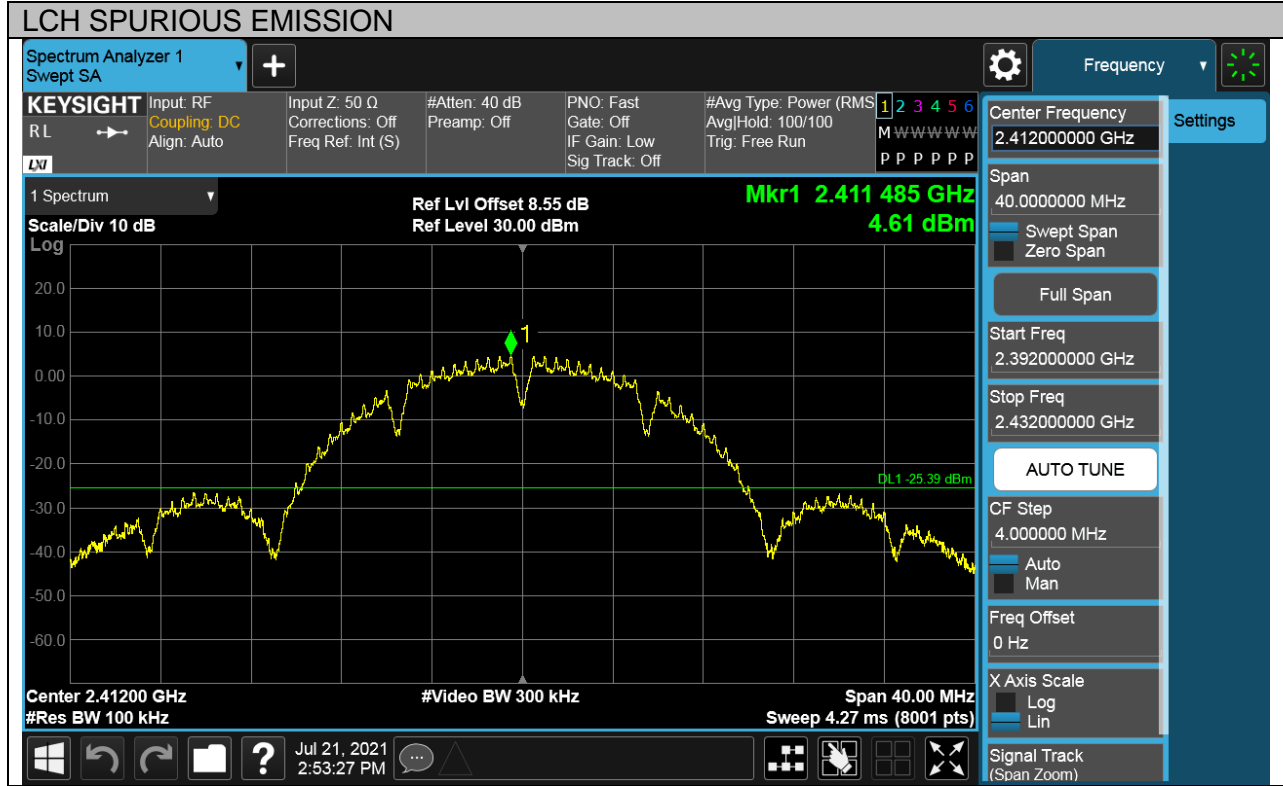 LCH SPURIOUS EMISSION
Spectrum Analyzer 1
Swept SA
Frequency
KEYSIGHT
R L
LXI
Input: RF
Coupling: DC
Align: Auto
Input Z: 50 Ω
Corrections: Off
Freq Ref: Int (S)
#Atten: 40 dB
Preamp: Off
PNO: Fast
Gate: Off
IF Gain: Low
Sig Track: Off
#Avg Type: Power (RMS
Avg|Hold: 100/100
Trig: Free Run
1 2 3 4 5 6
M W W W W W
P P P P P P
1 Spectrum
Scale/Div 10 dB
Ref Lvl Offset 8.55 dB
Ref Level 30.00 dBm
Mkr1 2.411 485 GHz
4.61 dBm
Log
20.0
10.0
0.00
-10.0
-20.0
-30.0
-40.0
-50.0
-60.0
1
DL1 -25.39 dBm
Center 2.41200 GHz
#Res BW 100 kHz
#Video BW 300 kHz
Span 40.00 MHz
Sweep 4.27 ms (8001 pts)
Center Frequency
2.412000000 GHz
Settings
Span
40.0000000 MHz
Swept Span
Zero Span
Full Span
Start Freq
2.392000000 GHz
Stop Freq
2.432000000 GHz
AUTO TUNE
CF Step
4.000000 MHz
Auto
Man
Freq Offset
0 Hz
X Axis Scale
Log
Lin
Signal Track
(Span Zoom)
?
Jul 21, 2021
2:53:27 PM